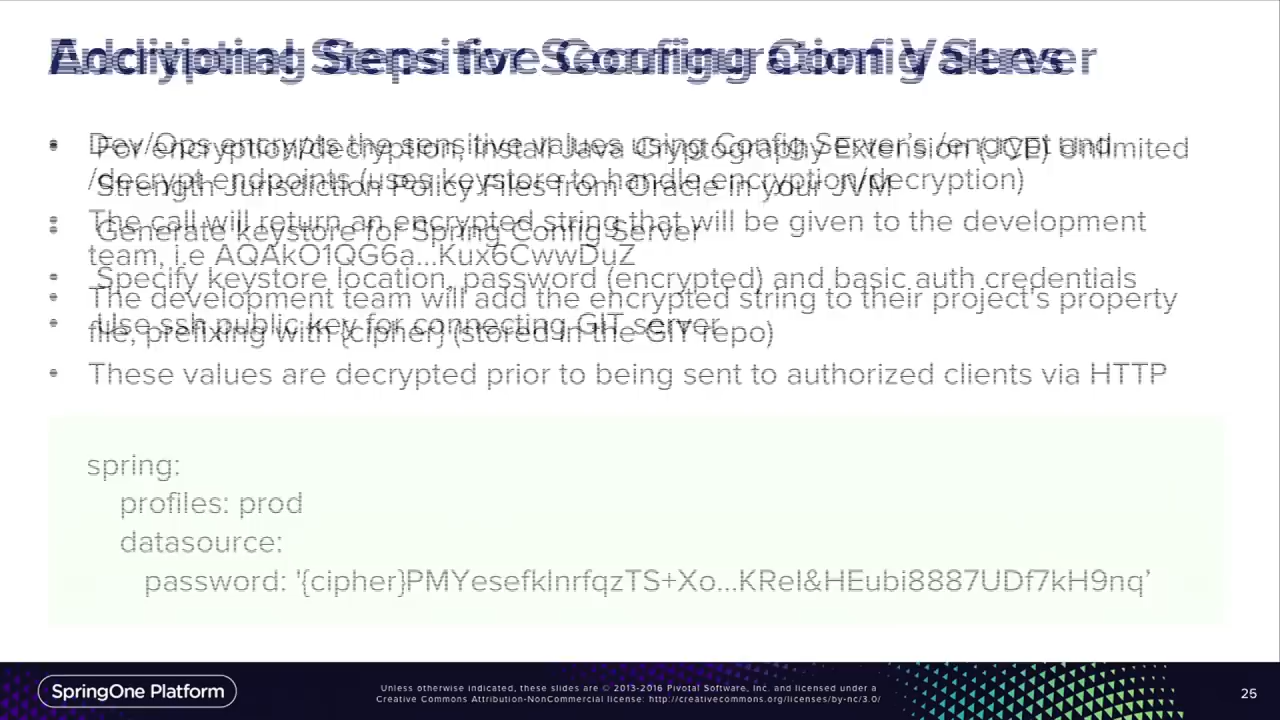 Encrypting Sensitive Configuration Values
• Dev/Ops encrypts the sensitive values using Config Server's /encrypt and
/decrypt endpoints (uses keystore to handle encryption/decryption)
• The call will return an encrypted string that will be given to the development
team, i.e AQAkO1QG6a...Kux6CwwDuZ
• The development team will add the encrypted string to their project's property
file, prefixing with {cipher} (stored in the GIT repo)
• These values are decrypted prior to being sent to authorized clients via HTTP
spring:
profiles: prod
datasource:
password: '{cipher}PMYesefklnrfqzTS+Xo...KReI&HEubi8887UDf7kH9nq’
Additional Steps for Securing Config Server
• For encryption/decryption, install Java Cryptography Extension (JCE) Unlimited
Strength Jurisdiction Policy Files from Oracle in your JVM
• Generate keystore for Spring Config Server
• Specify keystore location, password (encrypted) and basic auth credentials
• Use ssh public key for connecting GIT server
SpringOne Platform
Unless otherwise indicated, these slides are © 2013-2016 Pivotal Software, Inc. and licensed under a
Creative Commons Attribution-NonCommercial license: http://creativecommons.org/licenses/by-nc/3.0/